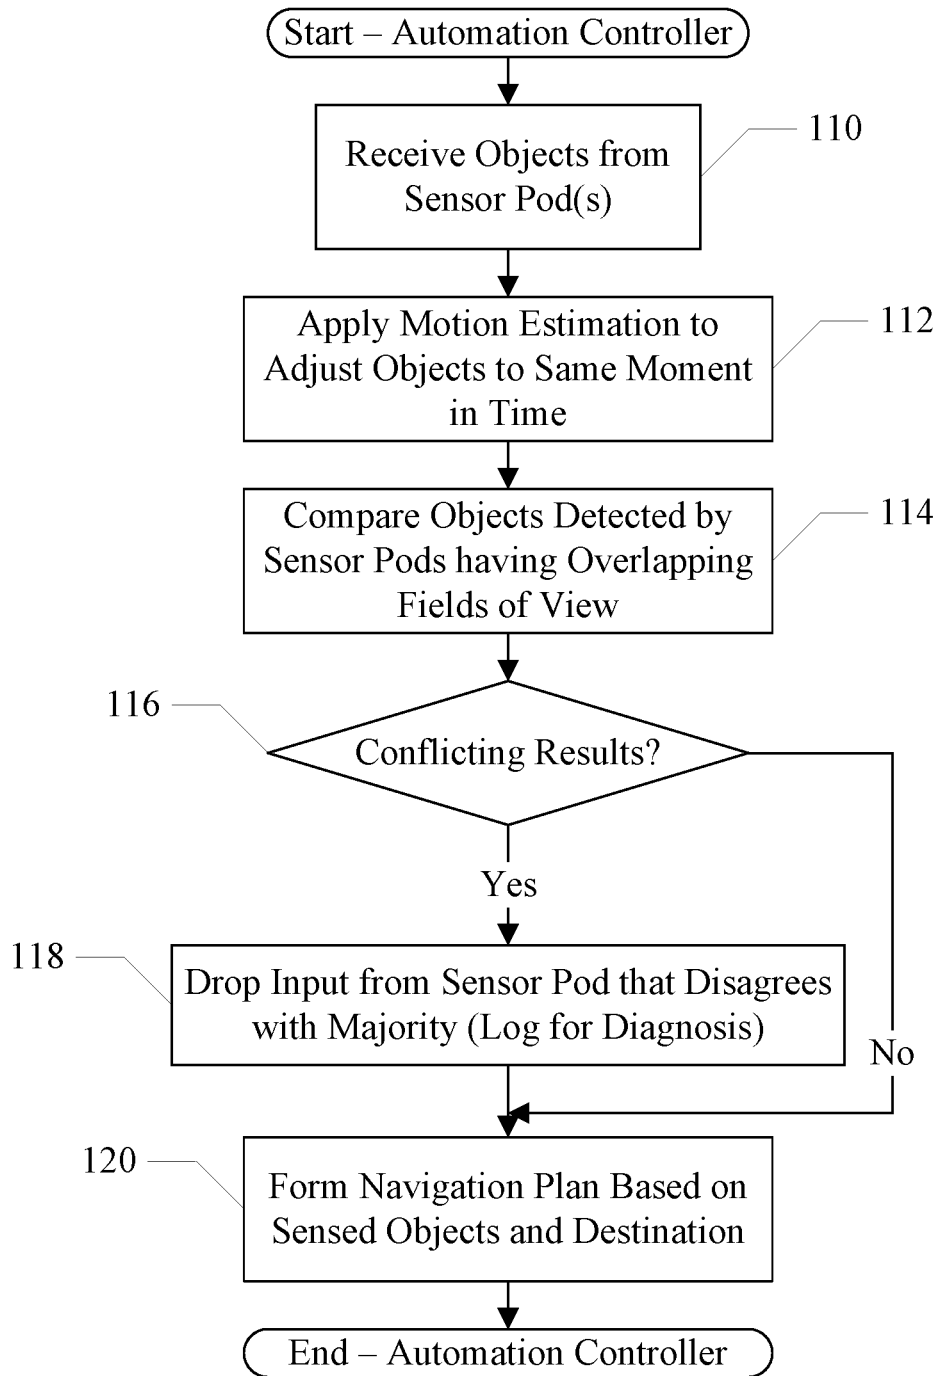 Start – Automation Controller
110
Receive Objects from
Sensor Pod(s)
112
Apply Motion Estimation to
Adjust Objects to Same Moment
in Time
114
Compare Objects Detected by
Sensor Pods having Overlapping
Fields of View
116
Conflicting Results?
Yes
118
Drop Input from Sensor Pod that Disagrees
with Majority (Log for Diagnosis)
No
120
Form Navigation Plan Based on
Sensed Objects and Destination
End – Automation Controller